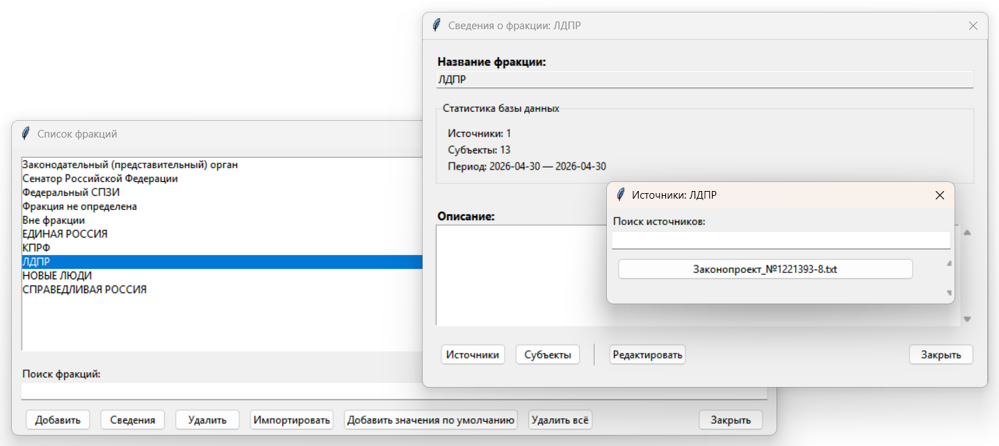 Сведения о фракции: ЛДПР
Название фракции:
ЛДПР
Статистика базы данных
Источники: 1
Субъекты: 13
Период: 2026-04-30 — 2026-04-30
Описание:
Источники
Субъекты
Редактировать
Закрыть
Источники: ЛДПР
Поиск источников:
Законопроект_№1221393-8.txt
Список фракций
Законодательный (представительный) орган
Сенатор Российской Федерации
Федеральный СПЗИ
Фракция не определена
Вне фракции
ЕДИНАЯ РОССИЯ
КПРФ
ЛДПР
НОВЫЕ ЛЮДИ
СПРАВЕДЛИВАЯ РОССИЯ
Поиск фракций:
Добавить
Сведения
Удалить
Импортировать
Добавить значения по умолчанию
Удалить всё
Закрыть